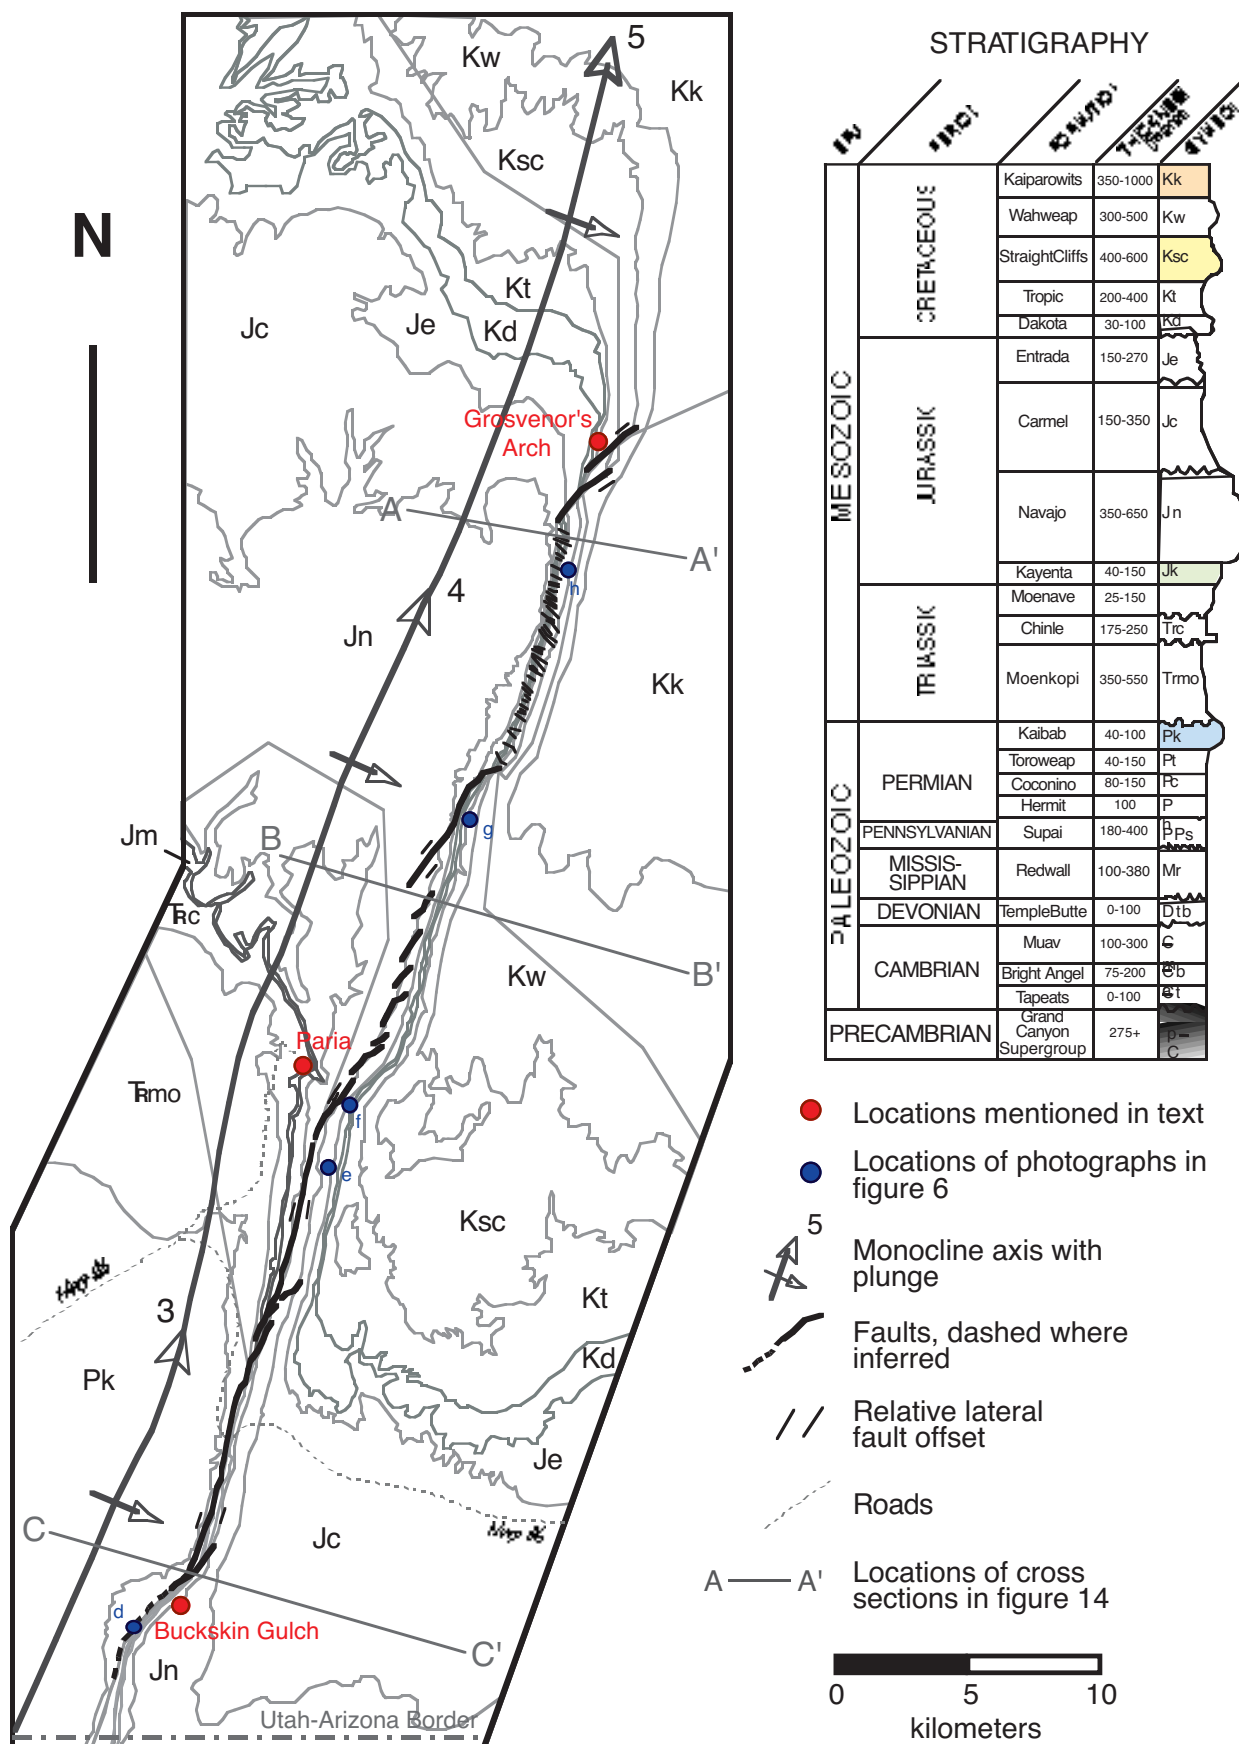 5
Kw
Kk
Ksc
N
Kt
Jc
Je
Kd
Grosvenor's
Arch
A
A'
h
4
Jn
Kk
Jm
B
g
TRc
B'
Kw
Paria
TRmo
f
e
Ksc
Kt
3
Kd
Pk
Je
C
Jc
d
Buckskin Gulch
C'
Jn
Utah-Arizona Border
STRATIGRAPHY
MESOZOIC
CRETACEOUS
Kaiparowits 350-1000 Kk
Wahweap 300-500 Kw
StraightCliffs 400-600 Ksc
Tropic 200-400 Kt
Dakota 30-100 Kd
JURASSIC
Entrada 150-270 Je
Carmel 150-350 Jc
Navajo 350-650 Jn
Kayenta 40-150 Jk
TRIASSIC
Moenave 25-150
Chinle 175-250 Trc
Moenkopi 350-550 Trmo
PALEOZOIC
PERMIAN
Kaibab 40-100 Pk
Toroweap 40-150 Pt
Coconino 80-150 Pc
Hermit 100 P
h
PENNSYLVANIAN Supai 180-400 PPs
MISSIS-
SIPPIAN
Redwall 100-380 Mr
DEVONIAN TempleButte 0-100 Dtb
CAMBRIAN
Muav 100-300
Bright Angel 75-200
Tapeats 0-100
PRECAMBRIAN
Grand
Canyon
Supergroup
275+
Locations mentioned in text
Locations of photographs in
figure 6
5
Monocline axis with
plunge
Faults, dashed where
inferred
Relative lateral
fault offset
Roads
A A'
Locations of cross
sections in figure 14
0 5 10
kilometers